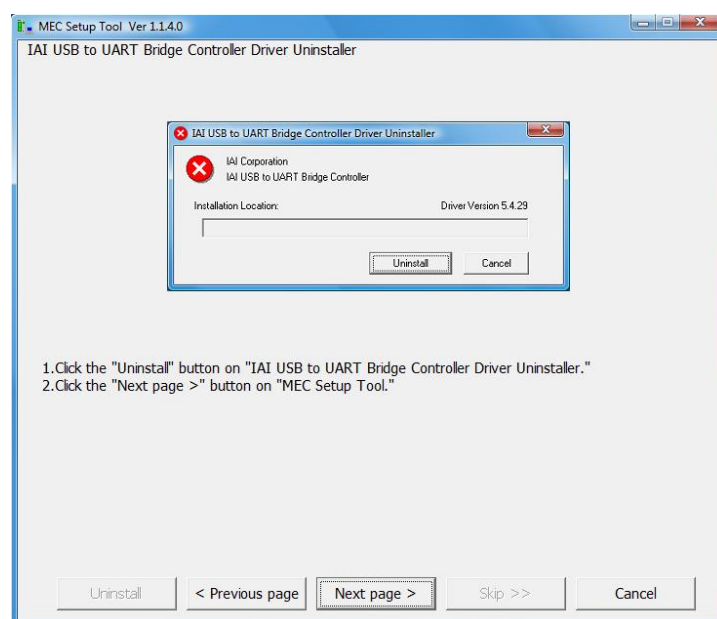 MEC Setup Tool Ver 1.1.4.0
IAI USB to UART Bridge Controller Driver Uninstaller
IAI USB to UART Bridge Controller Driver Uninstaller
IAI Corporation
IAI USB to UART Bridge Controller
Installation Location: Driver Version 5.4.29
Uninstall Cancel
1.Click the "Uninstall" button on "IAI USB to UART Bridge Controller Driver Uninstaller."
2.Click the "Next page >" button on "MEC Setup Tool."
Uninstall < Previous page Next page > Skip >> Cancel